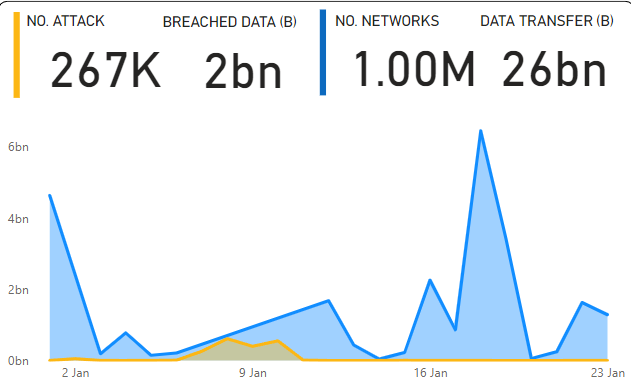 NO. ATTACK BREACHED DATA (B) NO. NETWORKS DATA TRANSFER (B)
267K 2bn 1.00M 26bn
6bn
4bn
2bn
0bn
2 Jan 9 Jan 16 Jan 23 Jan